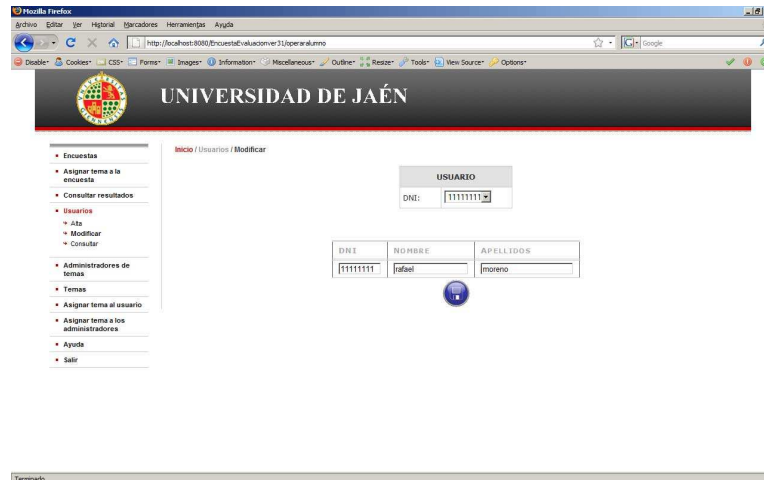 Mozilla Firefox
Archivo Editar Ver Historial Marcadores Herramientas Ayuda
http://localhost:8080/EncuestaEvaluacionver31/operaralumno
Google
Disable Cookies CSS Forms Images Information Miscellaneous Outline Resize Tools View Source Options
UNIVERSIDAD DE JAÉN
Inicio / Usuarios / Modificar
Encuestas
Asignar tema a la
encuesta
Consultar resultados
Usuarios
Alta
Modificar
Consultar
Administradores de
temas
Temas
Asignar tema al usuario
Asignar tema a los
administradores
Ayuda
Salir
USUARIO
DNI: 11111111
DNI NOMBRE APELLIDOS
11111111 rafael moreno
Terminado